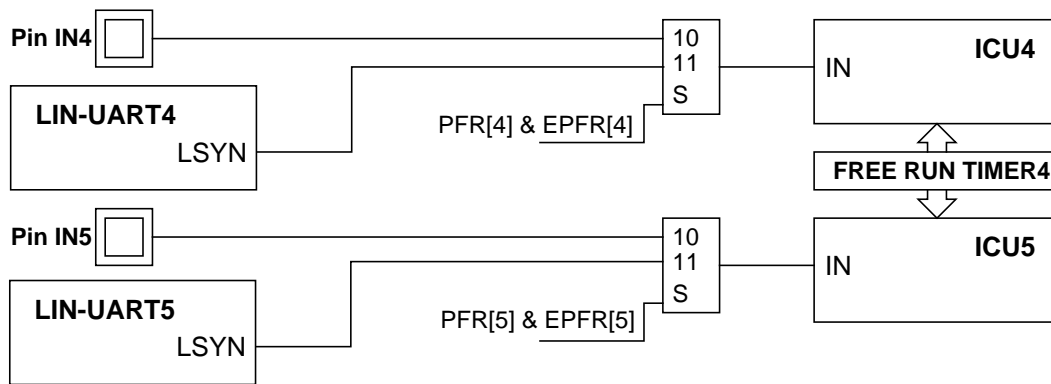 Pin IN4
10
11
S
ICU4
IN
LIN-UART4
LSYN
PFR[4] & EPFR[4]
FREE RUN TIMER4
Pin IN5
10
11
S
ICU5
IN
LIN-UART5
LSYN
PFR[5] & EPFR[5]